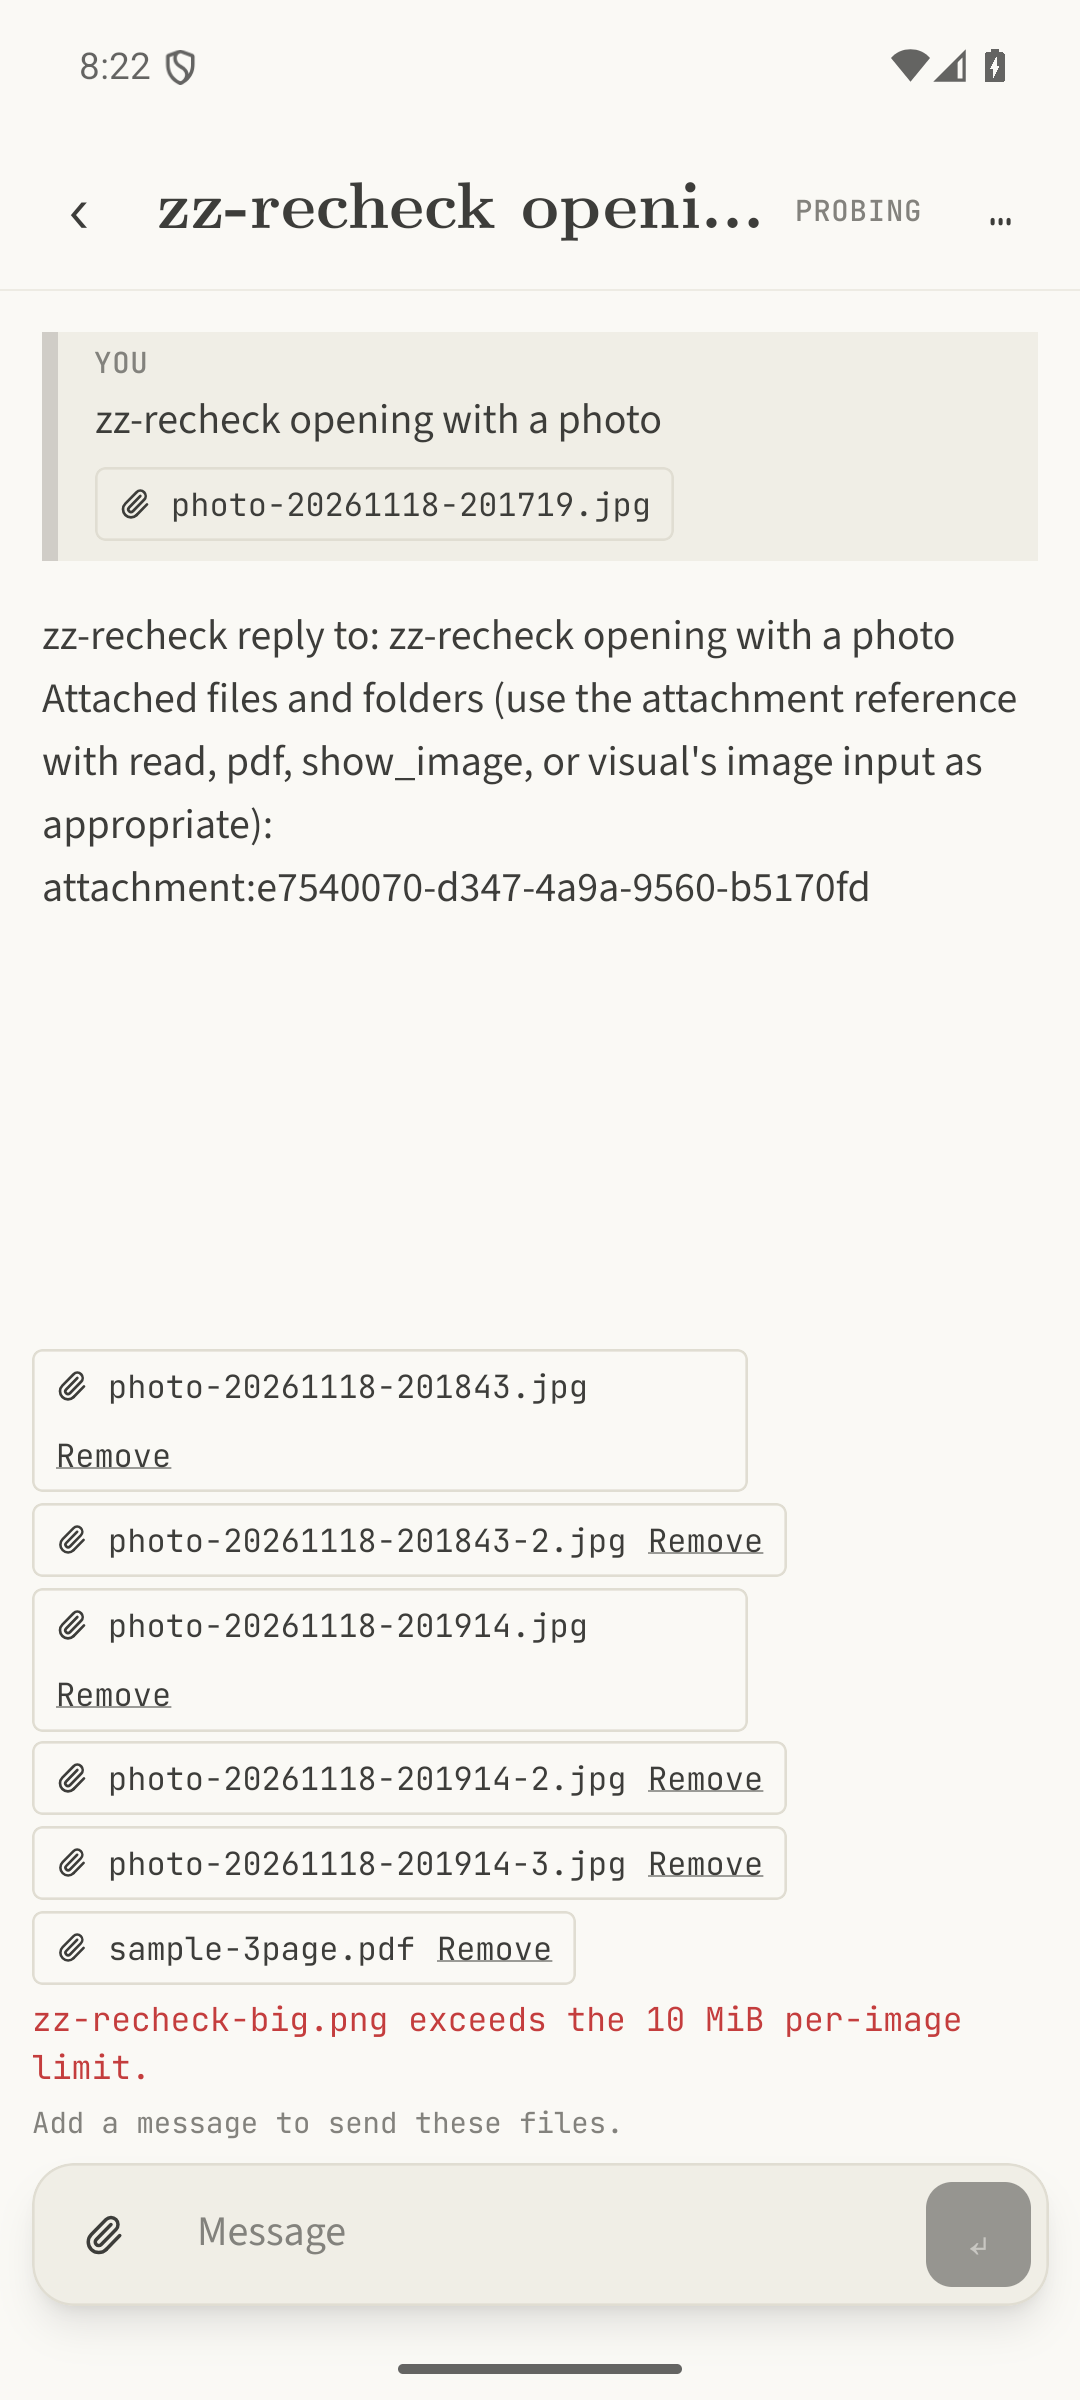 8:22
‹ zz-recheck openi... PROBING ...
YOU
zz-recheck opening with a photo
photo-20261118-201719.jpg
zz-recheck reply to: zz-recheck opening with a photo
Attached files and folders (use the attachment reference
with read, pdf, show_image, or visual's image input as
appropriate):
attachment:e7540070-d347-4a9a-9560-b5170fd
photo-20261118-201843.jpg
Remove
photo-20261118-201843-2.jpg Remove
photo-20261118-201914.jpg
Remove
photo-20261118-201914-2.jpg Remove
photo-20261118-201914-3.jpg Remove
sample-3page.pdf Remove
zz-recheck-big.png exceeds the 10 MiB per-image
limit.
Add a message to send these files.
Message